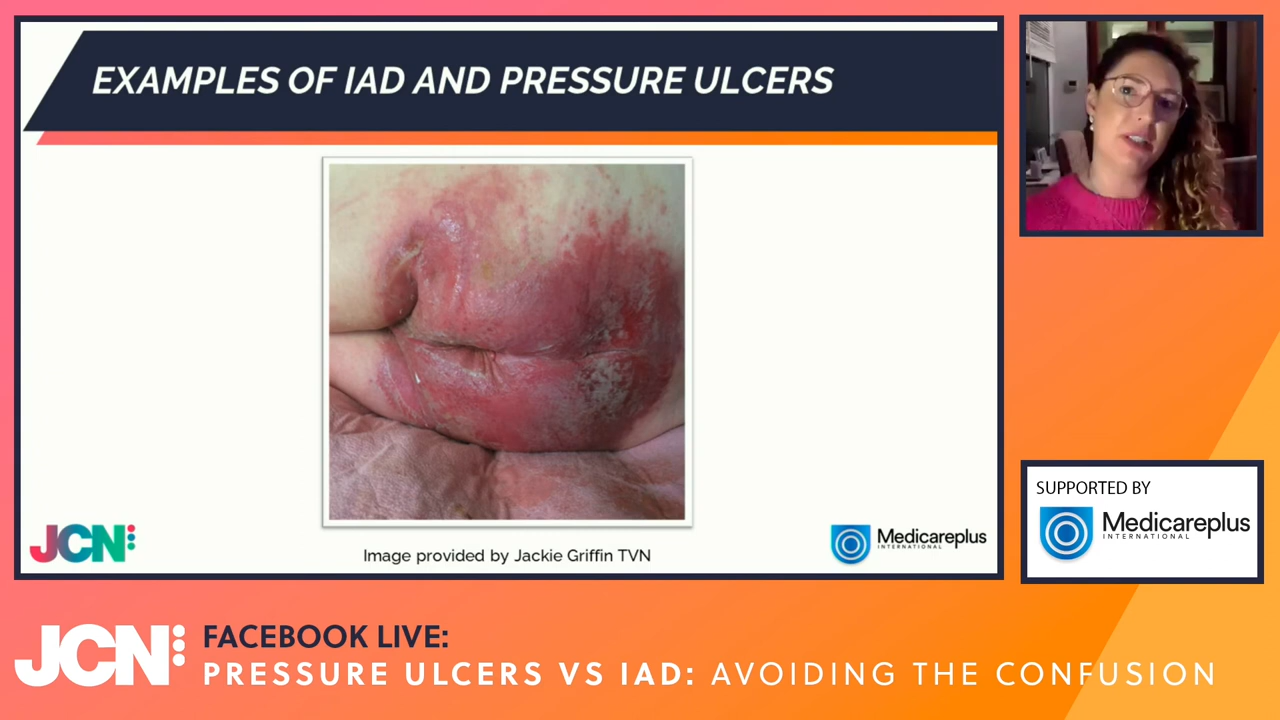 EXAMPLES OF IAD AND PRESSURE ULCERS
JCN
Image provided by Jackie Griffin TVN
Medicareplus
INTERNATIONAL
SUPPORTED BY
Medicareplus
INTERNATIONAL
JCN
FACEBOOK LIVE:
PRESSURE ULCERS VS IAD: AVOIDING THE CONFUSION